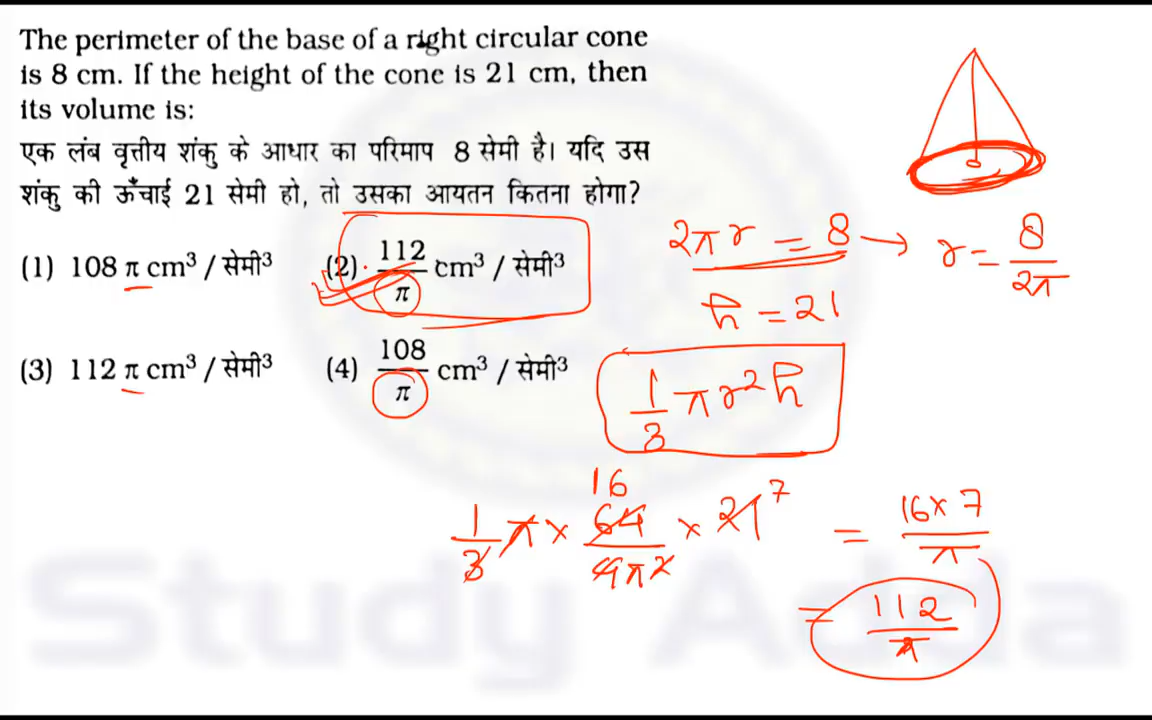 The perimeter of the base of a right circular cone
is 8 cm. If the height of the cone is 21 cm, then
its volume is:
एक लंब वृत्तीय शंकु के आधार का परिमाप 8 सेमी है। यदि उस
शंकु की ऊँचाई 21 सेमी हो, तो उसका आयतन कितना होगा?
(1) 108 π cm³ / सेमी³ (2) 112/π cm³ / सेमी³
(3) 112 π cm³ / सेमी³ (4) 108/π cm³ / सेमी³
2πr = 8 → r = 8/2π
h = 21
1/3 πr²h
1/3 π × 64/4π² × 21 = 16×7/π
16 7
= 112/π
Study Adda